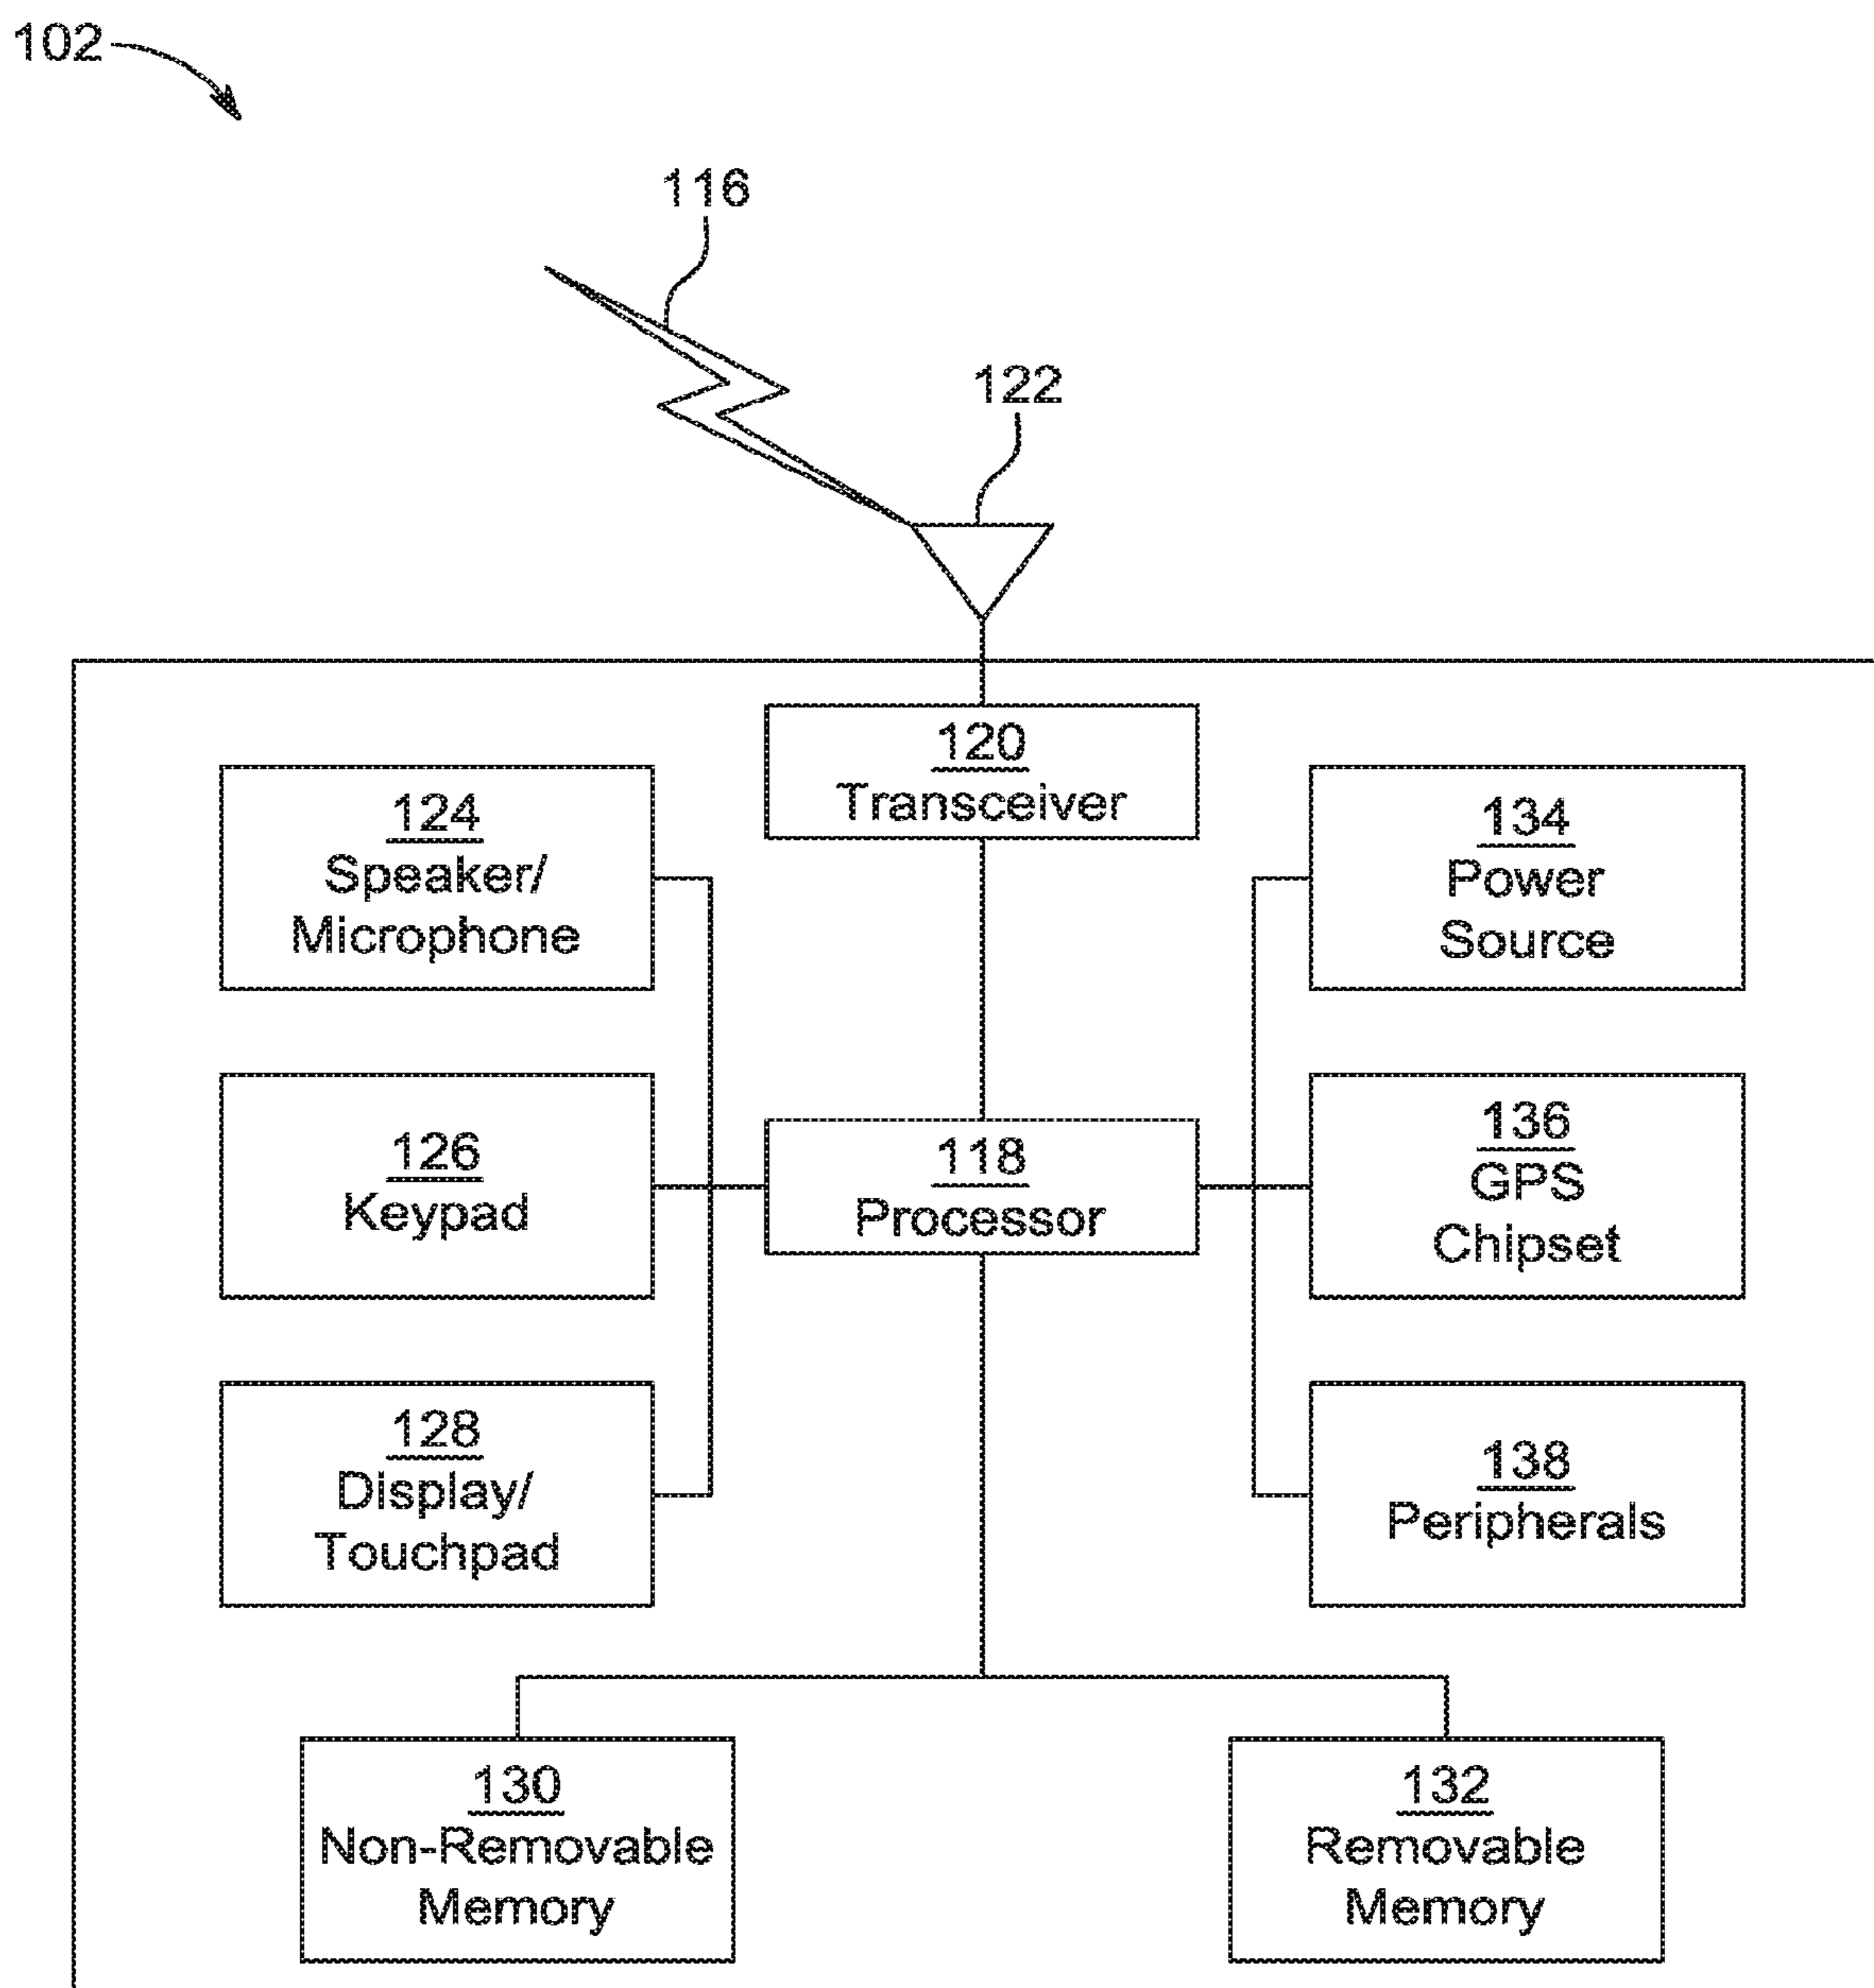 102
116
122
120
Transceiver
124
Speaker/
Microphone
134
Power
Source
126
Keypad
118
Processor
136
GPS
Chipset
128
Display/
Touchpad
138
Peripherals
130
Non-Removable
Memory
132
Removable
Memory